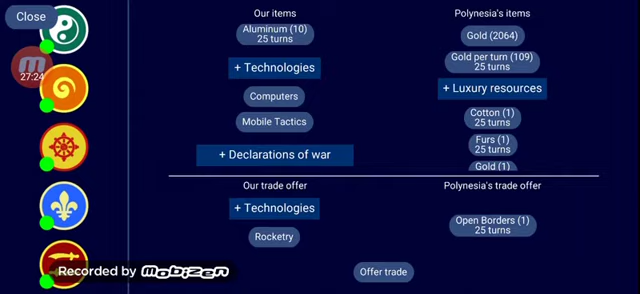 Close
27:24
Our items
Aluminum (10)
25 turns
+ Technologies
Computers
Mobile Tactics
+ Declarations of war
Polynesia's items
Gold (2064)
Gold per turn (109)
25 turns
+ Luxury resources
Cotton (1)
25 turns
Furs (1)
25 turns
Gold (1)
Our trade offer
+ Technologies
Rocketry
Polynesia's trade offer
Open Borders (1)
25 turns
Offer trade
Recorded by Mobizen